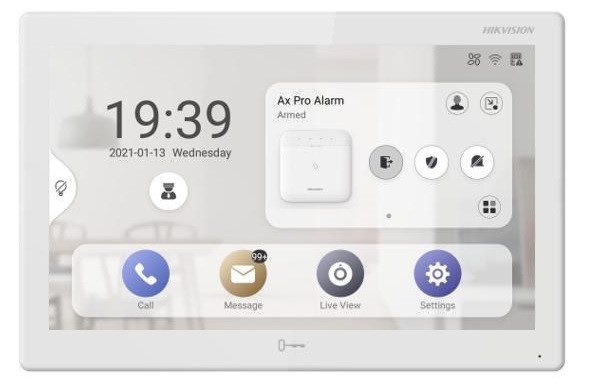 HIKVISION
19:39
2021-01-13 Wednesday
Ax Pro Alarm
Armed
99+
Call
Message
Live View
Settings